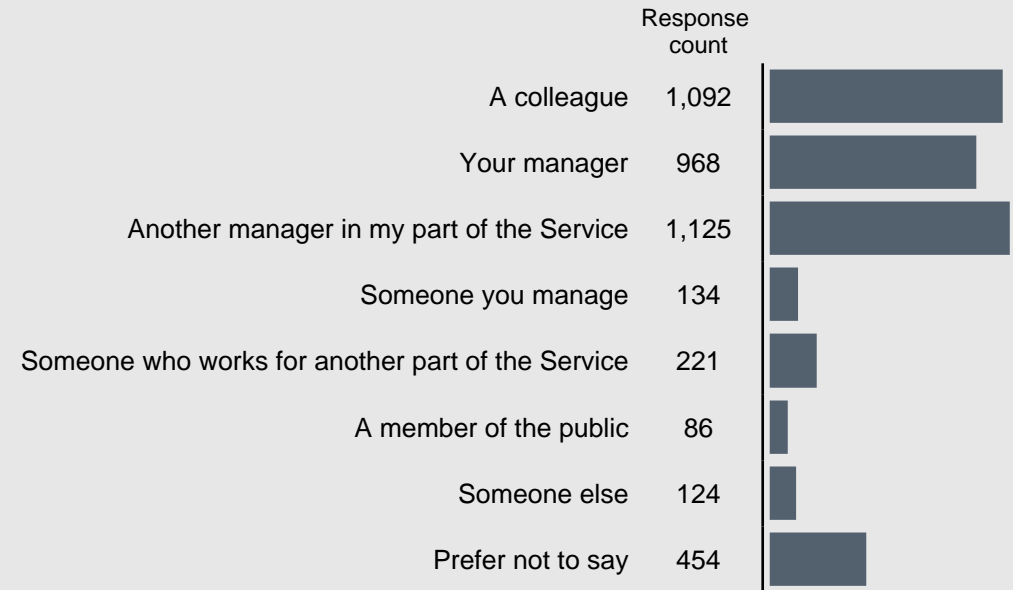 Response
count
A colleague 1,092
Your manager 968
Another manager in my part of the Service 1,125
Someone you manage 134
Someone who works for another part of the Service 221
A member of the public 86
Someone else 124
Prefer not to say 454